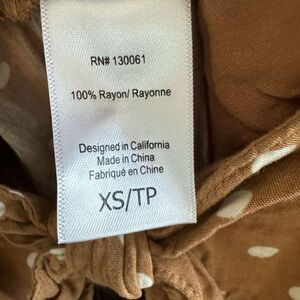 RN# 130061
100% Rayon/ Rayonne
Designed in California
Made in China
Fabriqué en Chine
XS/TP